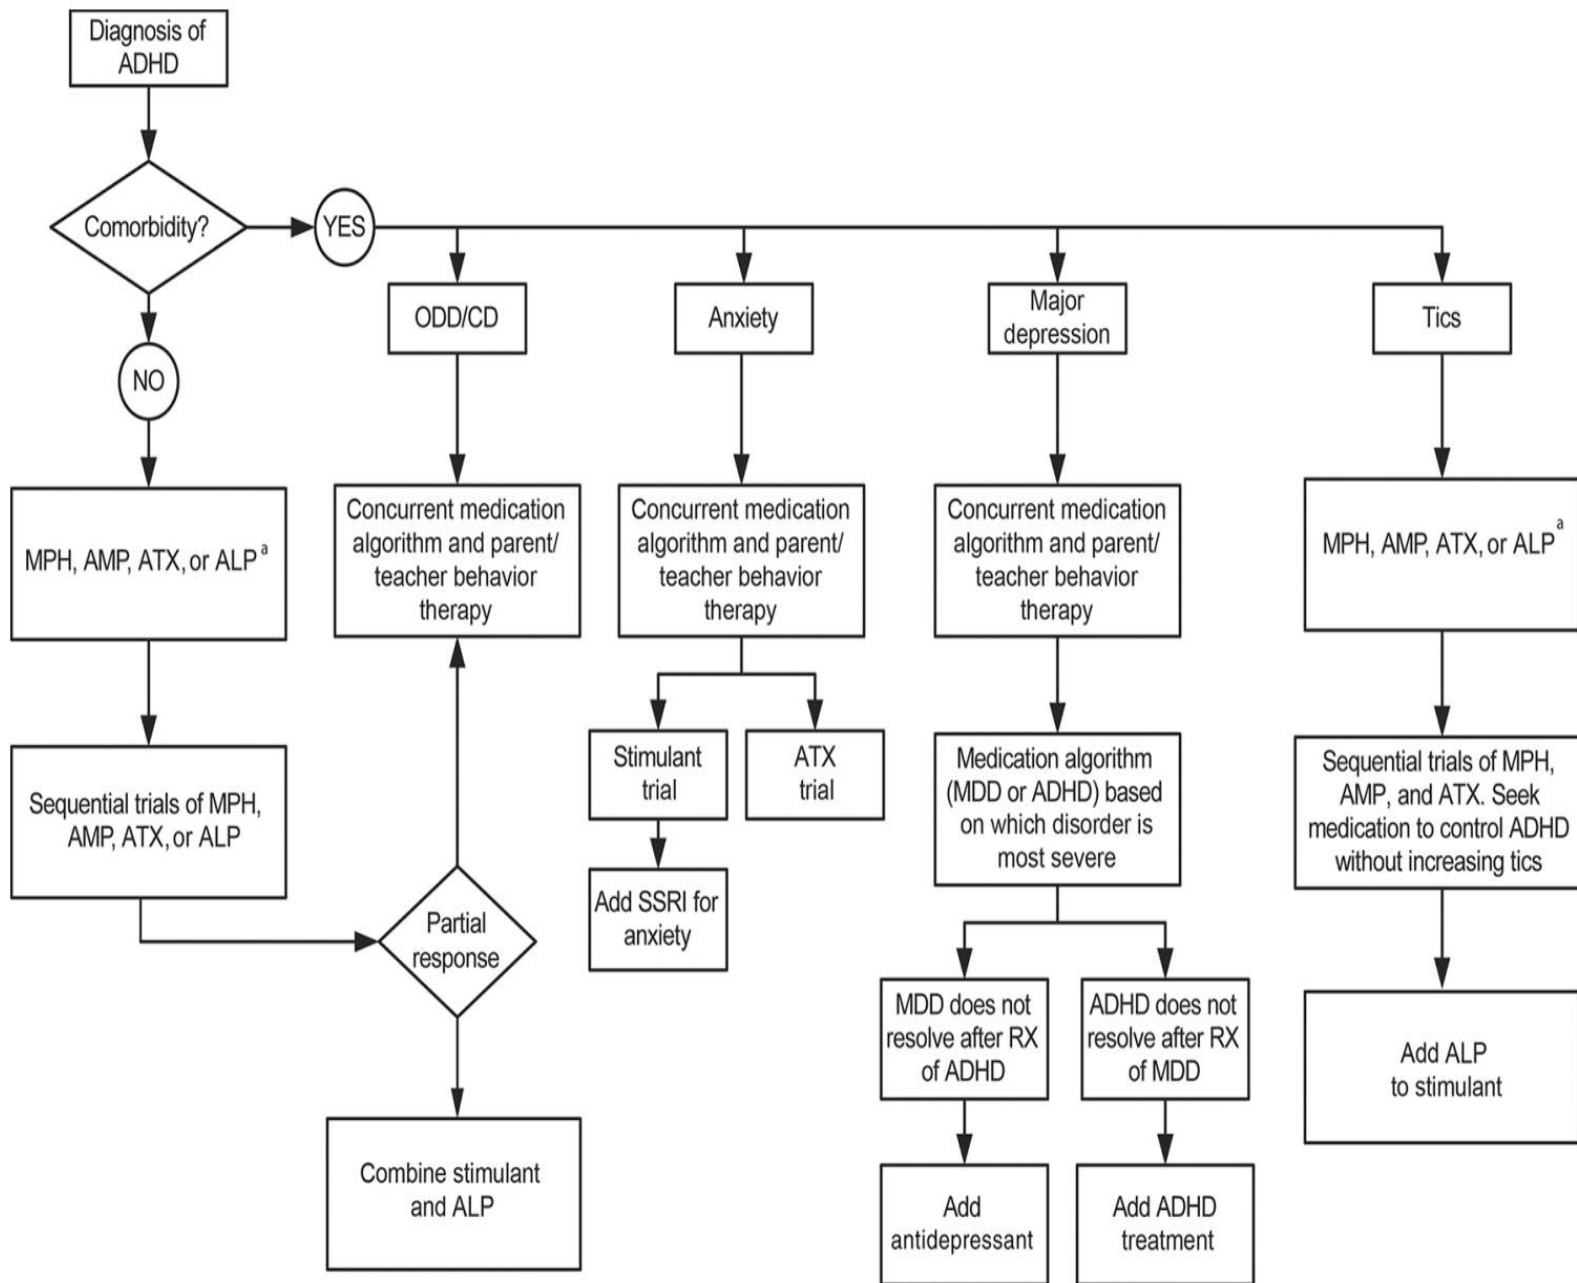 Diagnosis of
ADHD
Comorbidity?
YES
NO
ODD/CD
Anxiety
Major
depression
Tics
MPH, AMP, ATX, or ALP a
Concurrent medication
algorithm and parent/
teacher behavior
therapy
Concurrent medication
algorithm and parent/
teacher behavior
therapy
Concurrent medication
algorithm and parent/
teacher behavior
therapy
MPH, AMP, ATX, or ALP a
Sequential trials of MPH,
AMP, ATX, or ALP
Partial
response
Combine stimulant
and ALP
Stimulant
trial
ATX
trial
Add SSRI for
anxiety
Medication algorithm
(MDD or ADHD) based
on which disorder is
most severe
MDD does not
resolve after RX
of ADHD
ADHD does not
resolve after RX
of MDD
Add
antidepressant
Add ADHD
treatment
Sequential trials of MPH,
AMP, and ATX. Seek
medication to control ADHD
without increasing tics
Add ALP
to stimulant